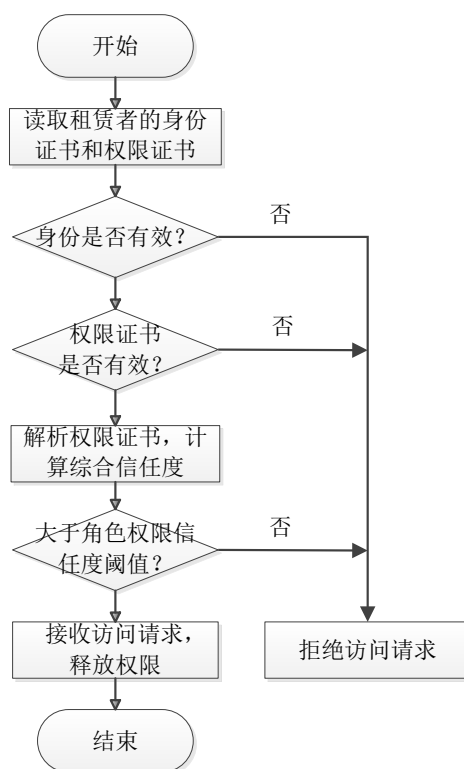 开始
读取租赁者的身份
证书和权限证书
身份是否有效？
否
权限证书
是否有效？
否
解析权限证书，计
算综合信任度
大于角色权限信
任度阈值？
否
接收访问请求，
释放权限
拒绝访问请求
结束